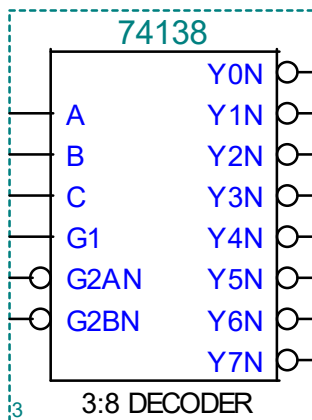 74138
Y0N
A Y1N
B Y2N
C Y3N
G1 Y4N
G2AN Y5N
G2BN Y6N
Y7N
3 3:8 DECODER